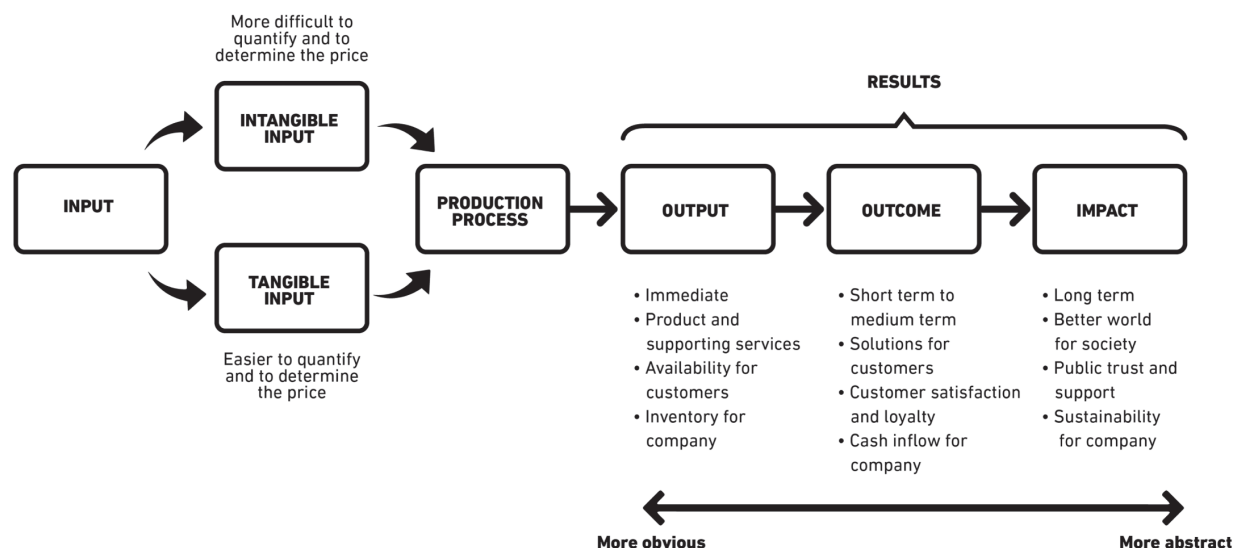 More difficult to
quantify and to
determine the price
INTANGIBLE
INPUT
INPUT
TANGIBLE
INPUT
Easier to quantify
and to determine
the price
PRODUCTION
PROCESS
RESULTS
OUTPUT
• Immediate
• Product and
supporting services
• Availability for
customers
• Inventory for
company
OUTCOME
• Short term to
medium term
• Solutions for
customers
• Customer satisfaction
and loyalty
• Cash inflow for
company
IMPACT
• Long term
• Better world
for society
• Public trust and
support
• Sustainability
for company
More obvious
More abstract